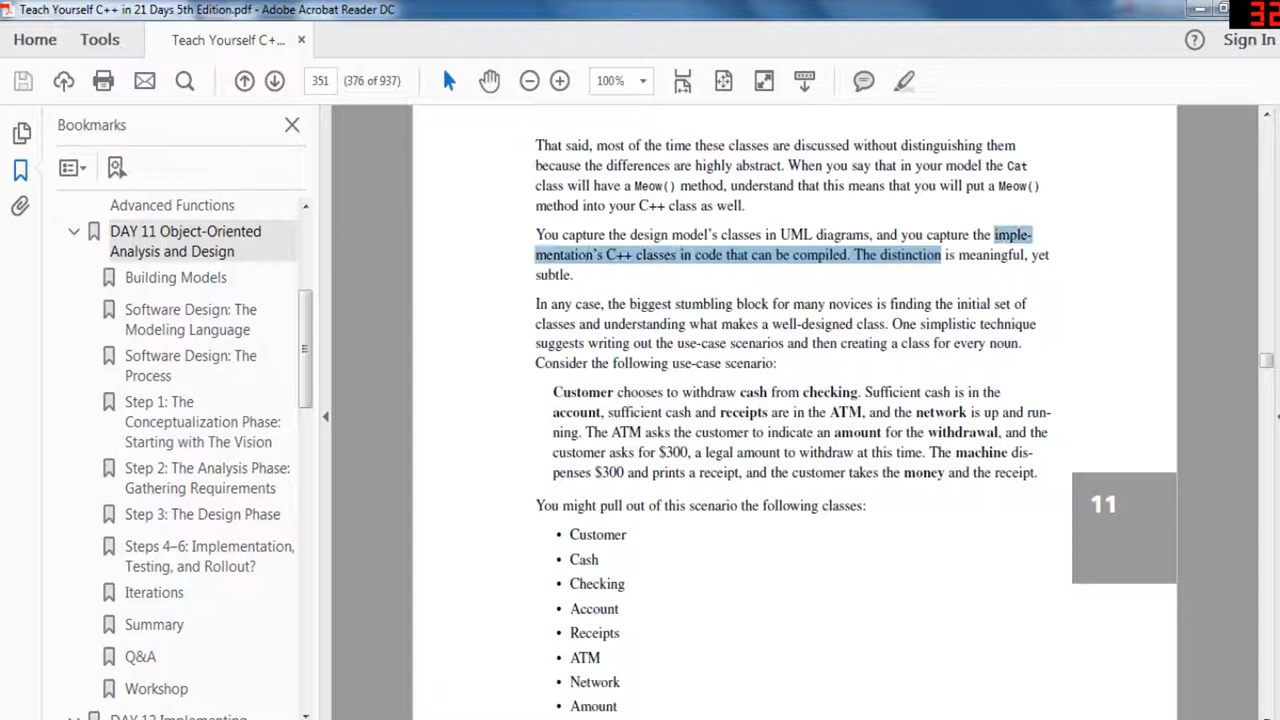 Teach Yourself C++ in 21 Days 5th Edition.pdf - Adobe Acrobat Reader DC
32
Home
Tools
Teach Yourself C+...
Sign In
351
(376 of 937)
100%
Bookmarks
Advanced Functions
DAY 11 Object-Oriented
Analysis and Design
Building Models
Software Design: The
Modeling Language
Software Design: The
Process
Step 1: The
Conceptualization Phase:
Starting with The Vision
Step 2: The Analysis Phase:
Gathering Requirements
Step 3: The Design Phase
Steps 4–6: Implementation,
Testing, and Rollout?
Iterations
Summary
Q&A
Workshop
DAY 12 Implementing
That said, most of the time these classes are discussed without distinguishing them
because the differences are highly abstract. When you say that in your model the Cat
class will have a Meow() method, understand that this means that you will put a Meow()
method into your C++ class as well.
You capture the design model's classes in UML diagrams, and you capture the imple-
mentation's C++ classes in code that can be compiled. The distinction is meaningful, yet
subtle.
In any case, the biggest stumbling block for many novices is finding the initial set of
classes and understanding what makes a well-designed class. One simplistic technique
suggests writing out the use-case scenarios and then creating a class for every noun.
Consider the following use-case scenario:
Customer chooses to withdraw cash from checking. Sufficient cash is in the
account, sufficient cash and receipts are in the ATM, and the network is up and run-
ning. The ATM asks the customer to indicate an amount for the withdrawal, and the
customer asks for $300, a legal amount to withdraw at this time. The machine dis-
penses $300 and prints a receipt, and the customer takes the money and the receipt.
11
You might pull out of this scenario the following classes:
• Customer
• Cash
• Checking
• Account
• Receipts
• ATM
• Network
• Amount